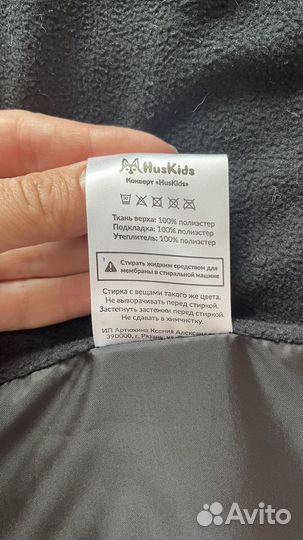 HusKids
Конверт «HusKids»
Ткань верха: 100% полиэстер
Подкладка: 100% полиэстер
Утеплитель: 100% полиэстер
Стирать жидким средством для
мембраны в стиральной машине
Стирка с вещами такого же цвета.
Не выворачивать перед стиркой.
Застегнуть застежки перед стиркой.
Не сдавать в химчистку.
ИП Артюхина Ксения
390000, г. Рязань
Avito